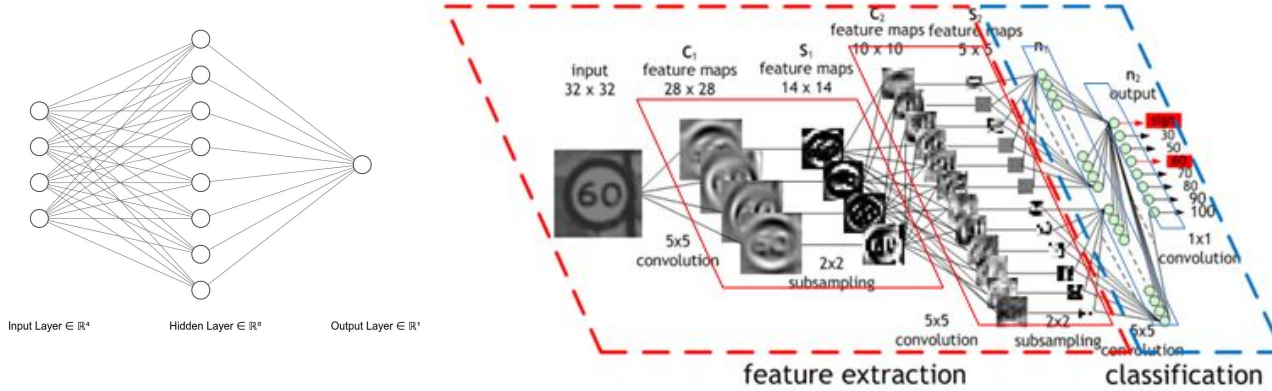 Input Layer ∈ ℝ⁴
Hidden Layer ∈ ℝ⁸
Output Layer ∈ ℝ¹
input
32 x 32
C₁
feature maps
28 x 28
S₁
feature maps
14 x 14
C₂
feature maps
10 x 10
S₂
feature maps
5 x 5
n₁
n₂
output
60
sign
30
50
60
70
80
90
100
5x5
convolution
2x2
subsampling
5x5
convolution
2x2
subsampling
convolution
1x1
convolution
feature extraction
classification